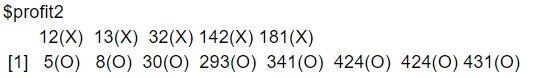 $profit2
12(X) 13(X) 32(X) 142(X) 181(X)
[1] 5(O) 8(O) 30(O) 293(O) 341(O) 424(O) 424(O) 431(O)